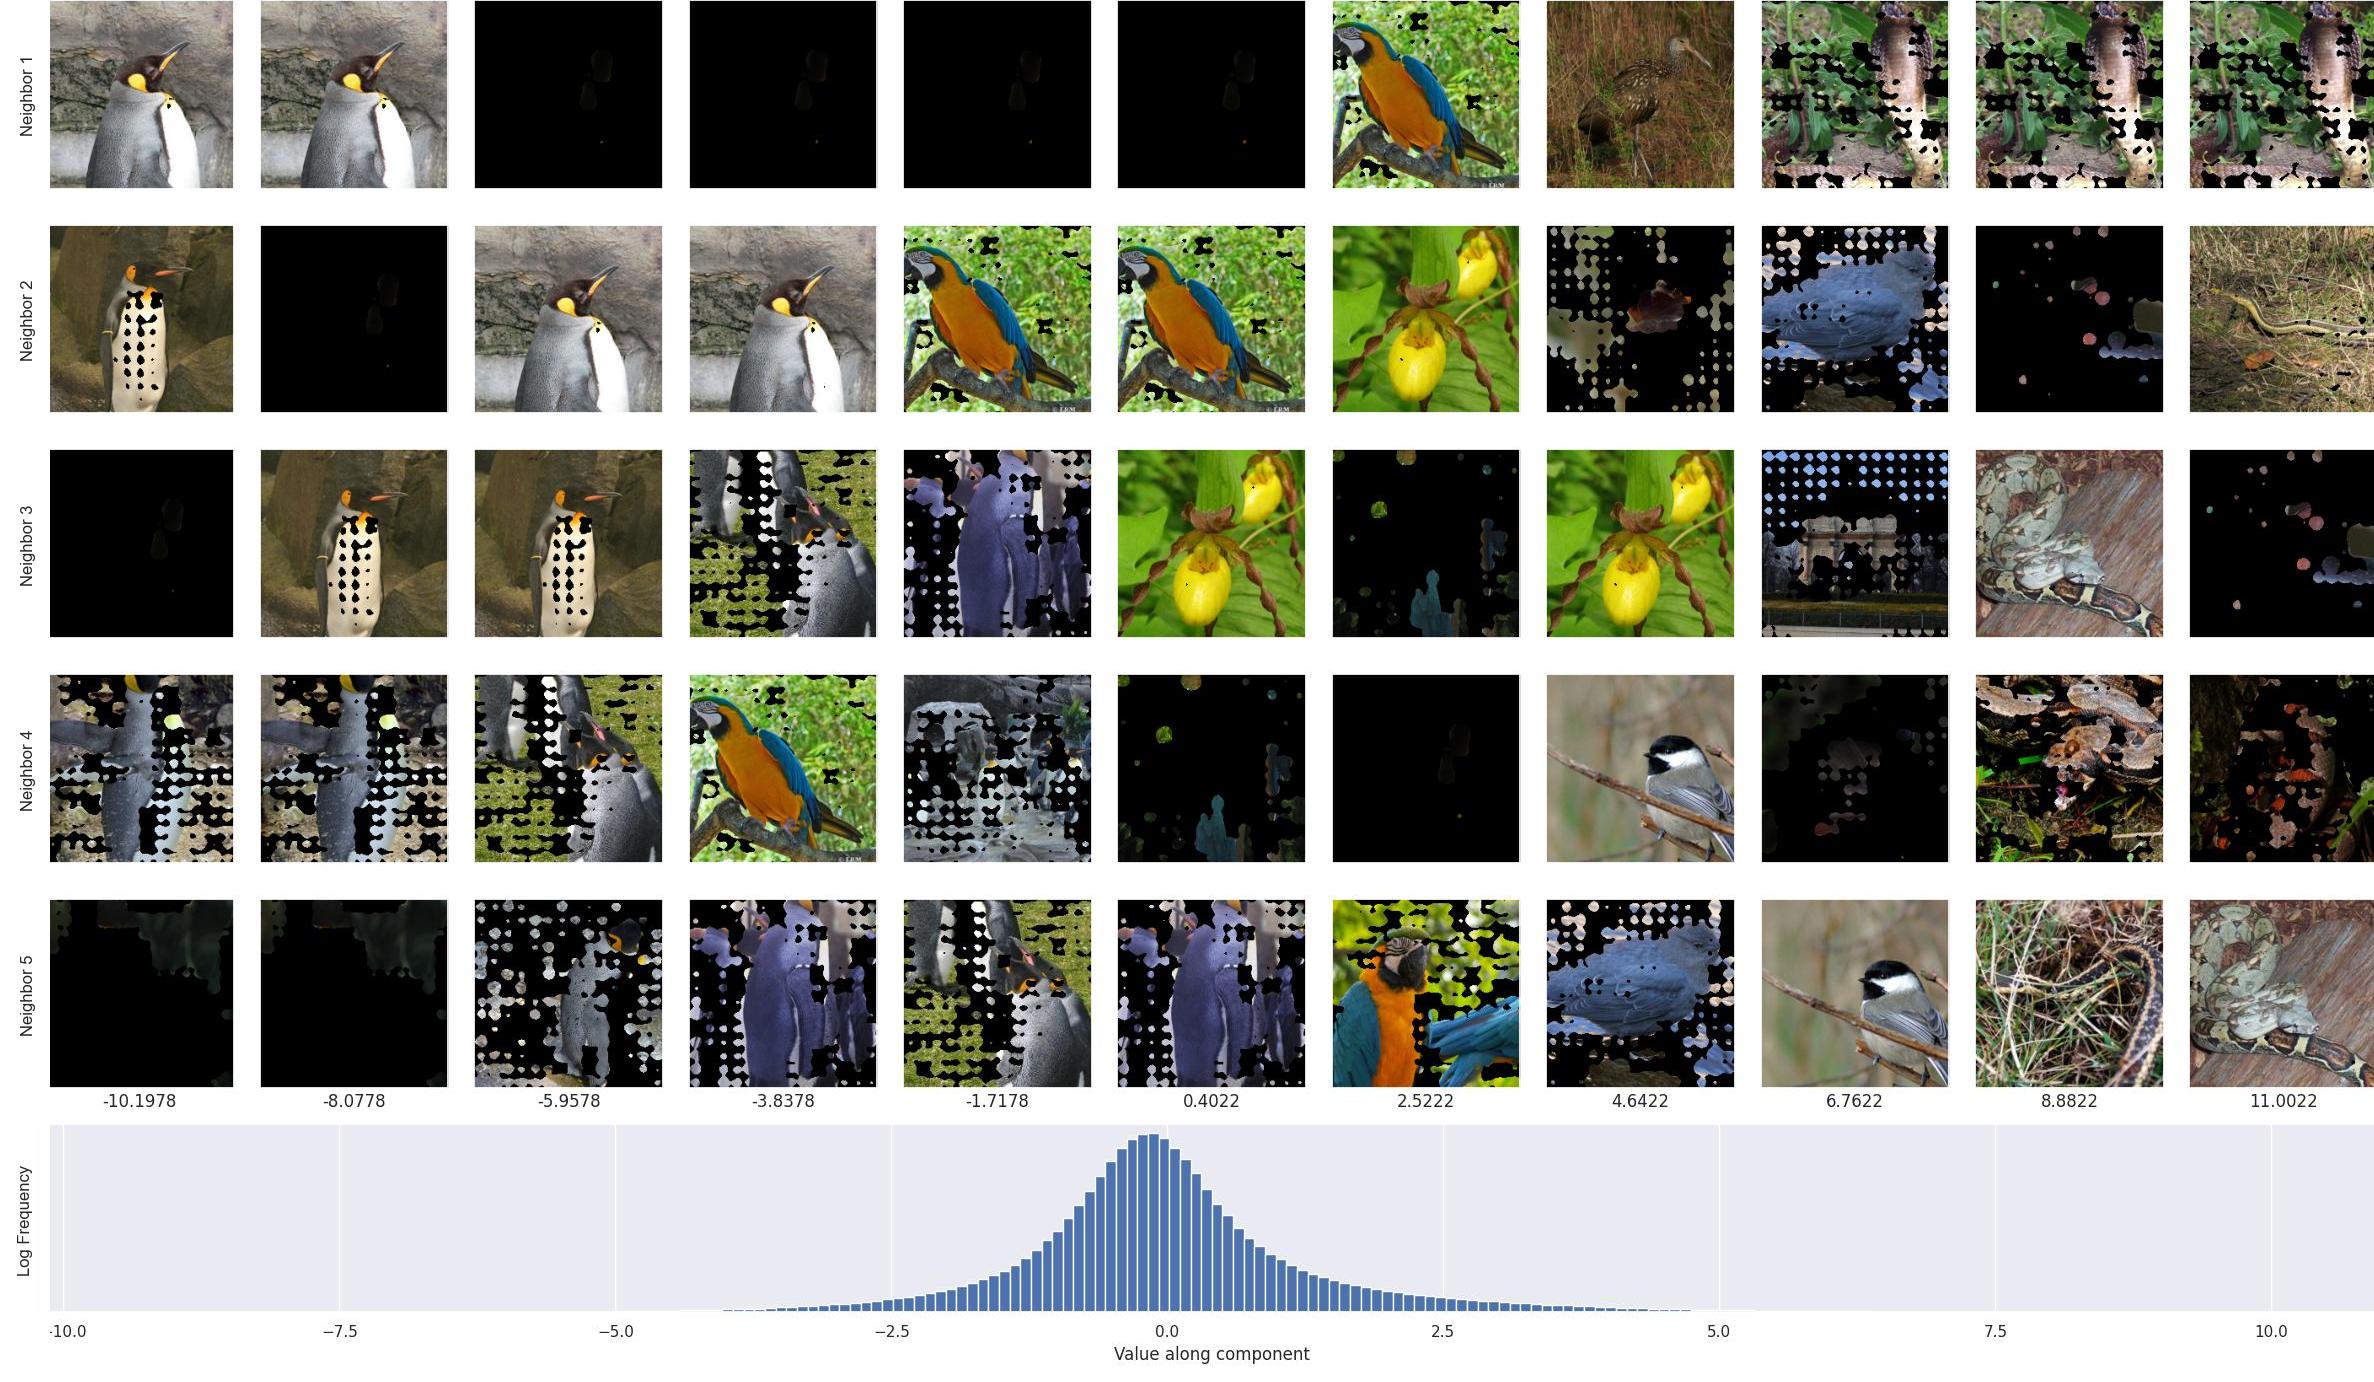 Neighbor 1
Neighbor 2
Neighbor 3
Neighbor 4
Neighbor 5
-10.1978 -8.0778 -5.9578 -3.8378 -1.7178 0.4022 2.5222 4.6422 6.7622 8.8822 11.0022
Log Frequency
-10.0 −7.5 −5.0 −2.5 0.0 2.5 5.0 7.5 10.0
Value along component